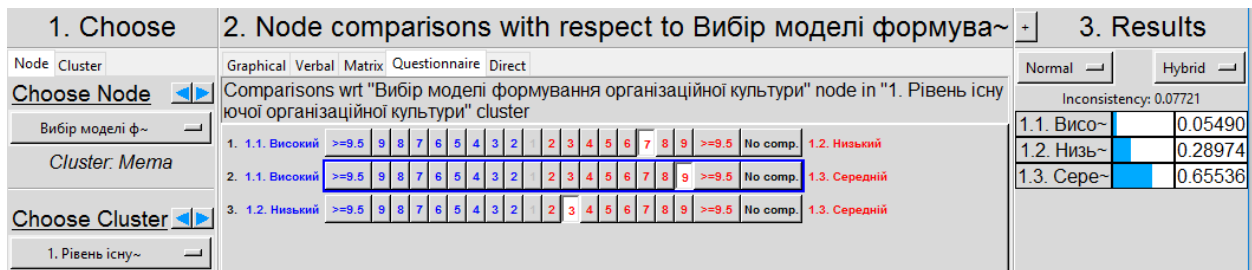 1. Choose
Node Cluster
Choose Node
Вибір моделі ф~
Cluster: Мета
Choose Cluster
1. Рівень існу~
2. Node comparisons with respect to Вибір моделі формува~
Graphical Verbal Matrix Questionnaire Direct
Comparisons wrt "Вибір моделі формування організаційної культури" node in "1. Рівень існу
ючої організаційної культури" cluster
1. 1.1. Високий >=9.5 9 8 7 6 5 4 3 2 1 2 3 4 5 6 7 8 9 >=9.5 No comp. 1.2. Низький
2. 1.1. Високий >=9.5 9 8 7 6 5 4 3 2 1 2 3 4 5 6 7 8 9 >=9.5 No comp. 1.3. Середній
3. 1.2. Низький >=9.5 9 8 7 6 5 4 3 2 1 2 3 4 5 6 7 8 9 >=9.5 No comp. 1.3. Середній
+ 3. Results
Normal Hybrid
Inconsistency: 0.07721
1.1. Висо~ 0.05490
1.2. Низь~ 0.28974
1.3. Сере~ 0.65536